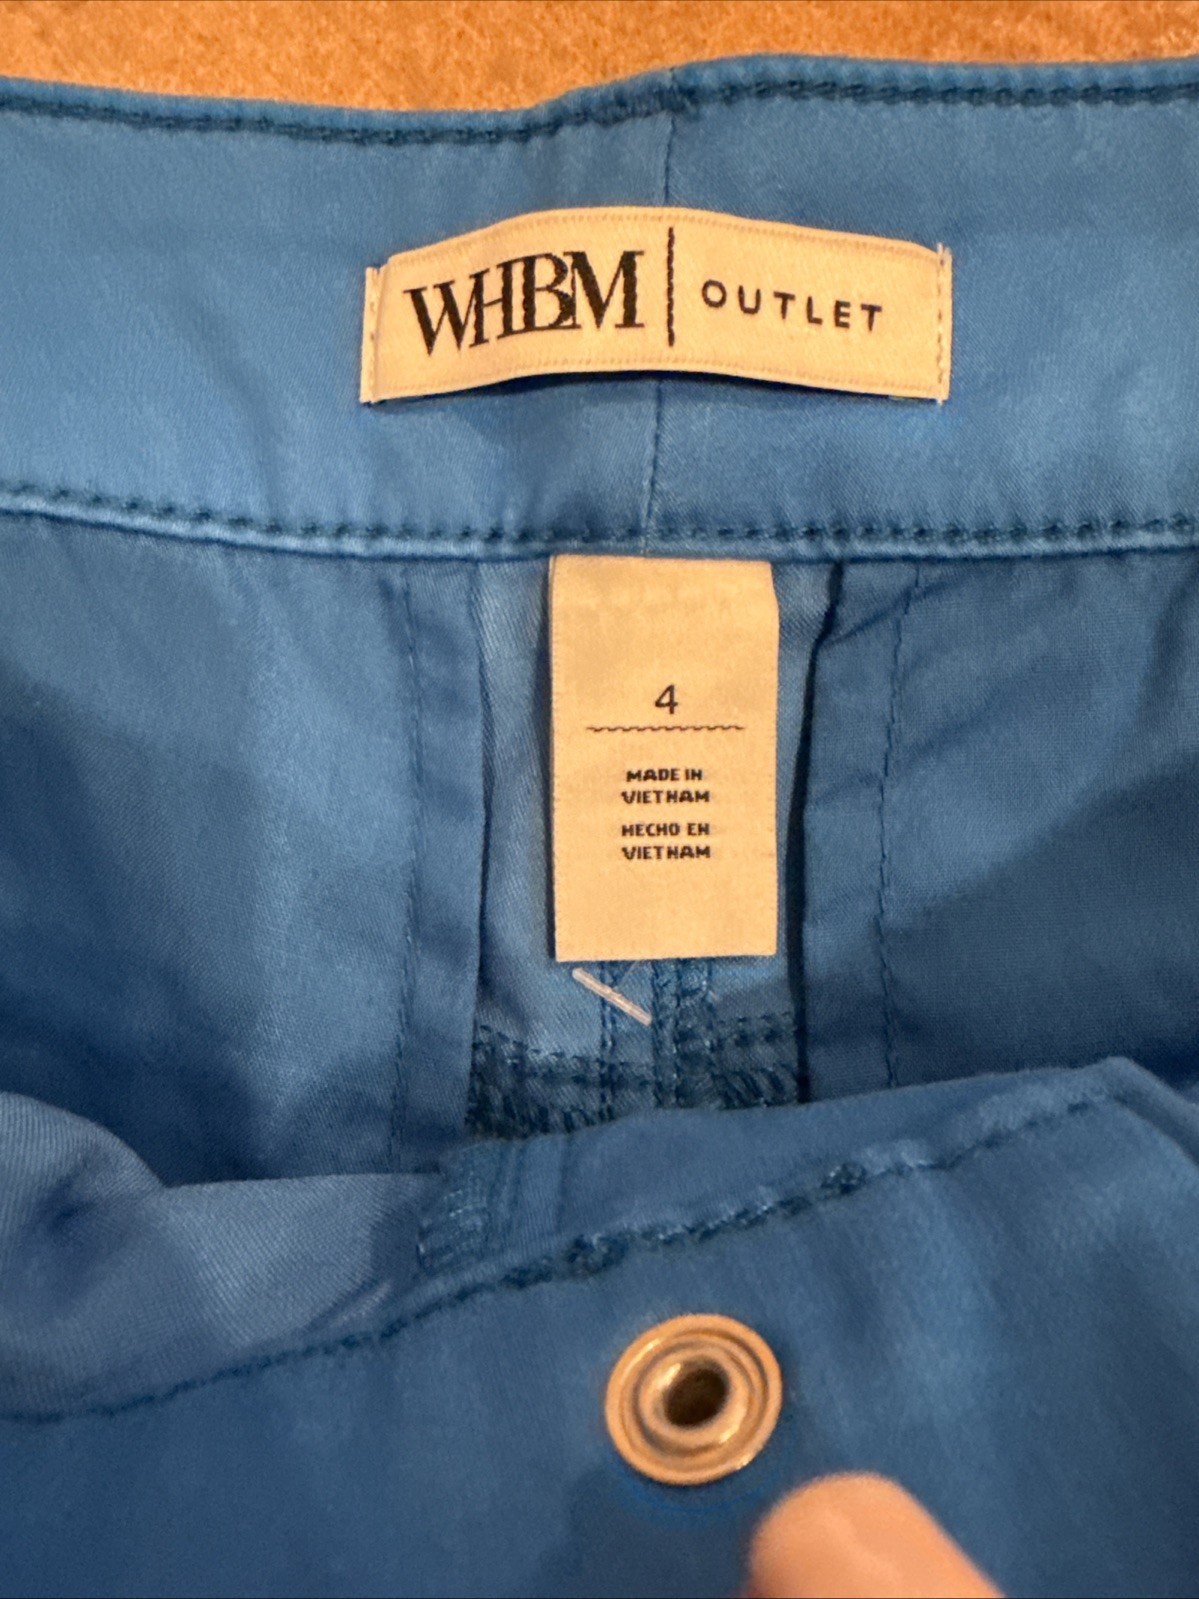 WHBM | OUTLET
4
MADE IN
VIETNAM
HECHO EN
VIETNAM